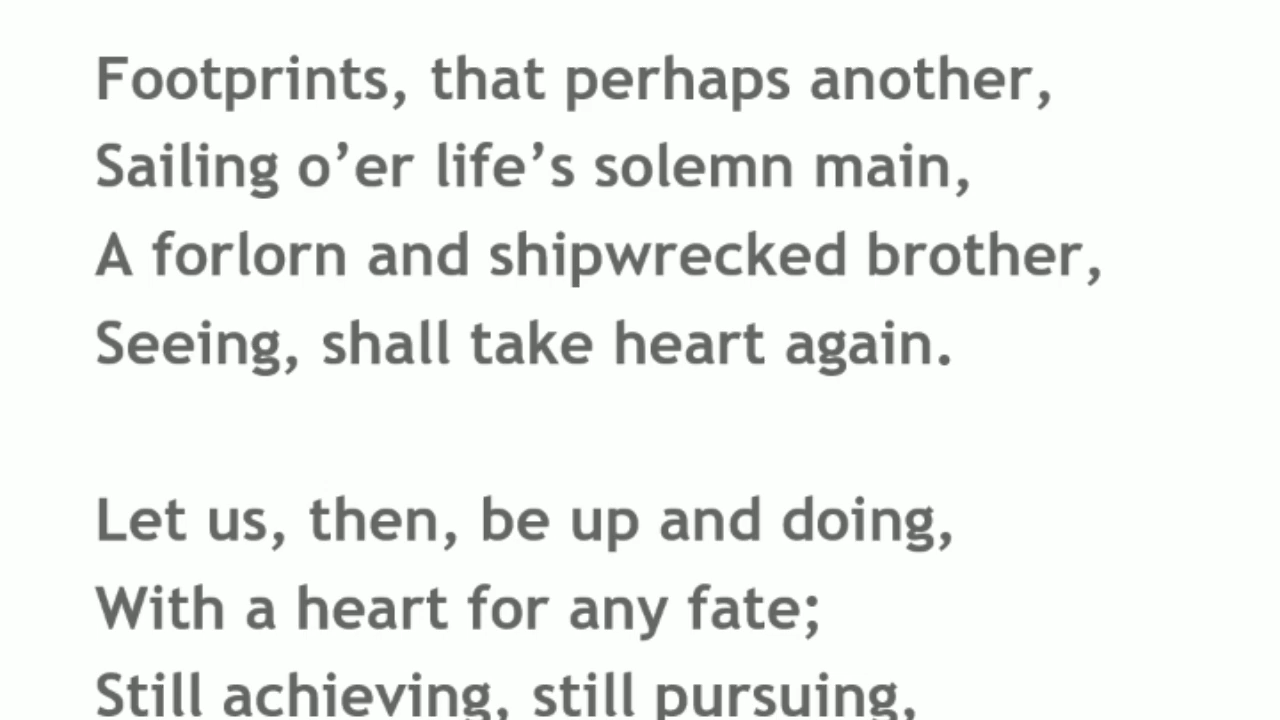 Footprints, that perhaps another,
Sailing o’er life’s solemn main,
A forlorn and shipwrecked brother,
Seeing, shall take heart again.
Let us, then, be up and doing,
With a heart for any fate;
Still achieving, still pursuing,